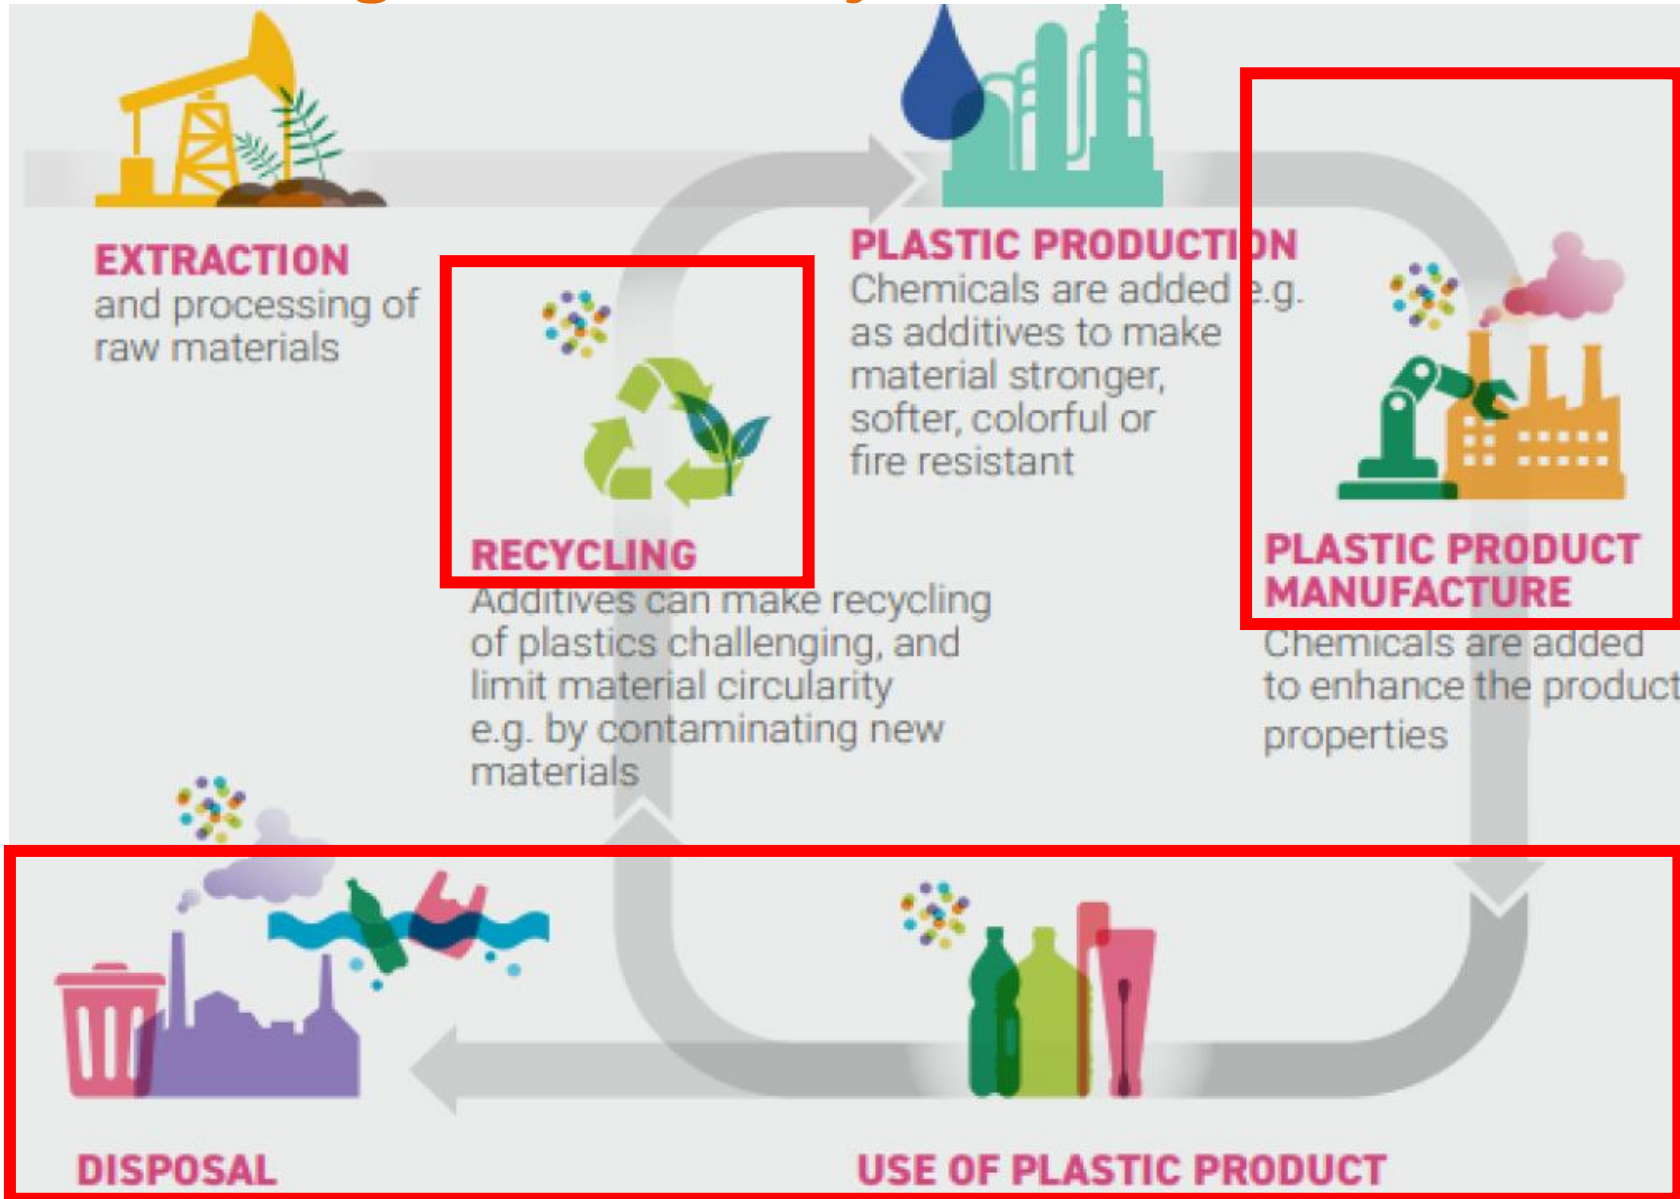 EXTRACTION
and processing of
raw materials
PLASTIC PRODUCTION
Chemicals are added e.g.
as additives to make
material stronger,
softer, colorful or
fire resistant
RECYCLING
Additives can make recycling
of plastics challenging, and
limit material circularity
e.g. by contaminating new
materials
PLASTIC PRODUCT
MANUFACTURE
Chemicals are added
to enhance the product
properties
DISPOSAL
USE OF PLASTIC PRODUCT